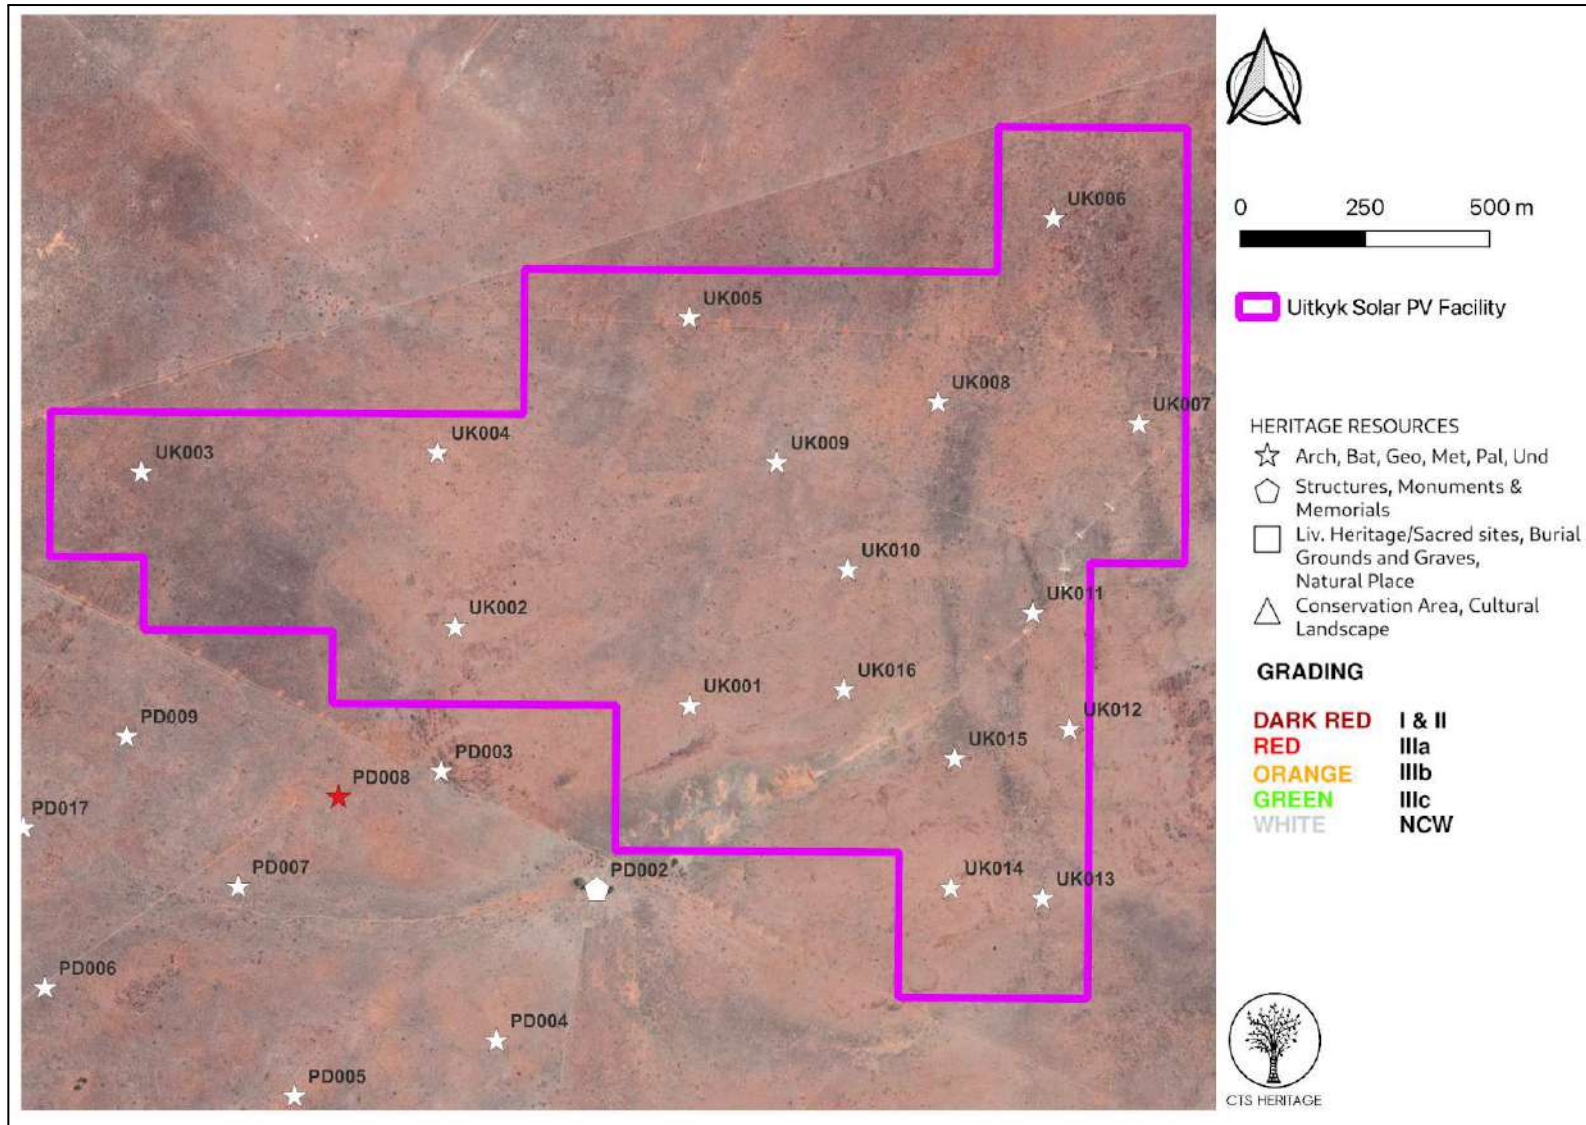 UK006
UK005
UK008
UK007
UK004
UK009
UK003
UK010
UK011
UK002
UK016
UK001
UK012
PD009
UK015
PD003
PD008
PD017
PD007
PD002
UK014
UK013
PD006
PD004
PD005
0 250 500 m
Uitkyk Solar PV Facility
HERITAGE RESOURCES
Arch, Bat, Geo, Met, Pal, Und
Structures, Monuments &
Memorials
Liv. Heritage/Sacred sites, Burial
Grounds and Graves,
Natural Place
Conservation Area, Cultural
Landscape
GRADING
DARK RED I & II
RED IIIa
ORANGE IIIb
GREEN IIIc
WHITE NCW
CTS HERITAGE